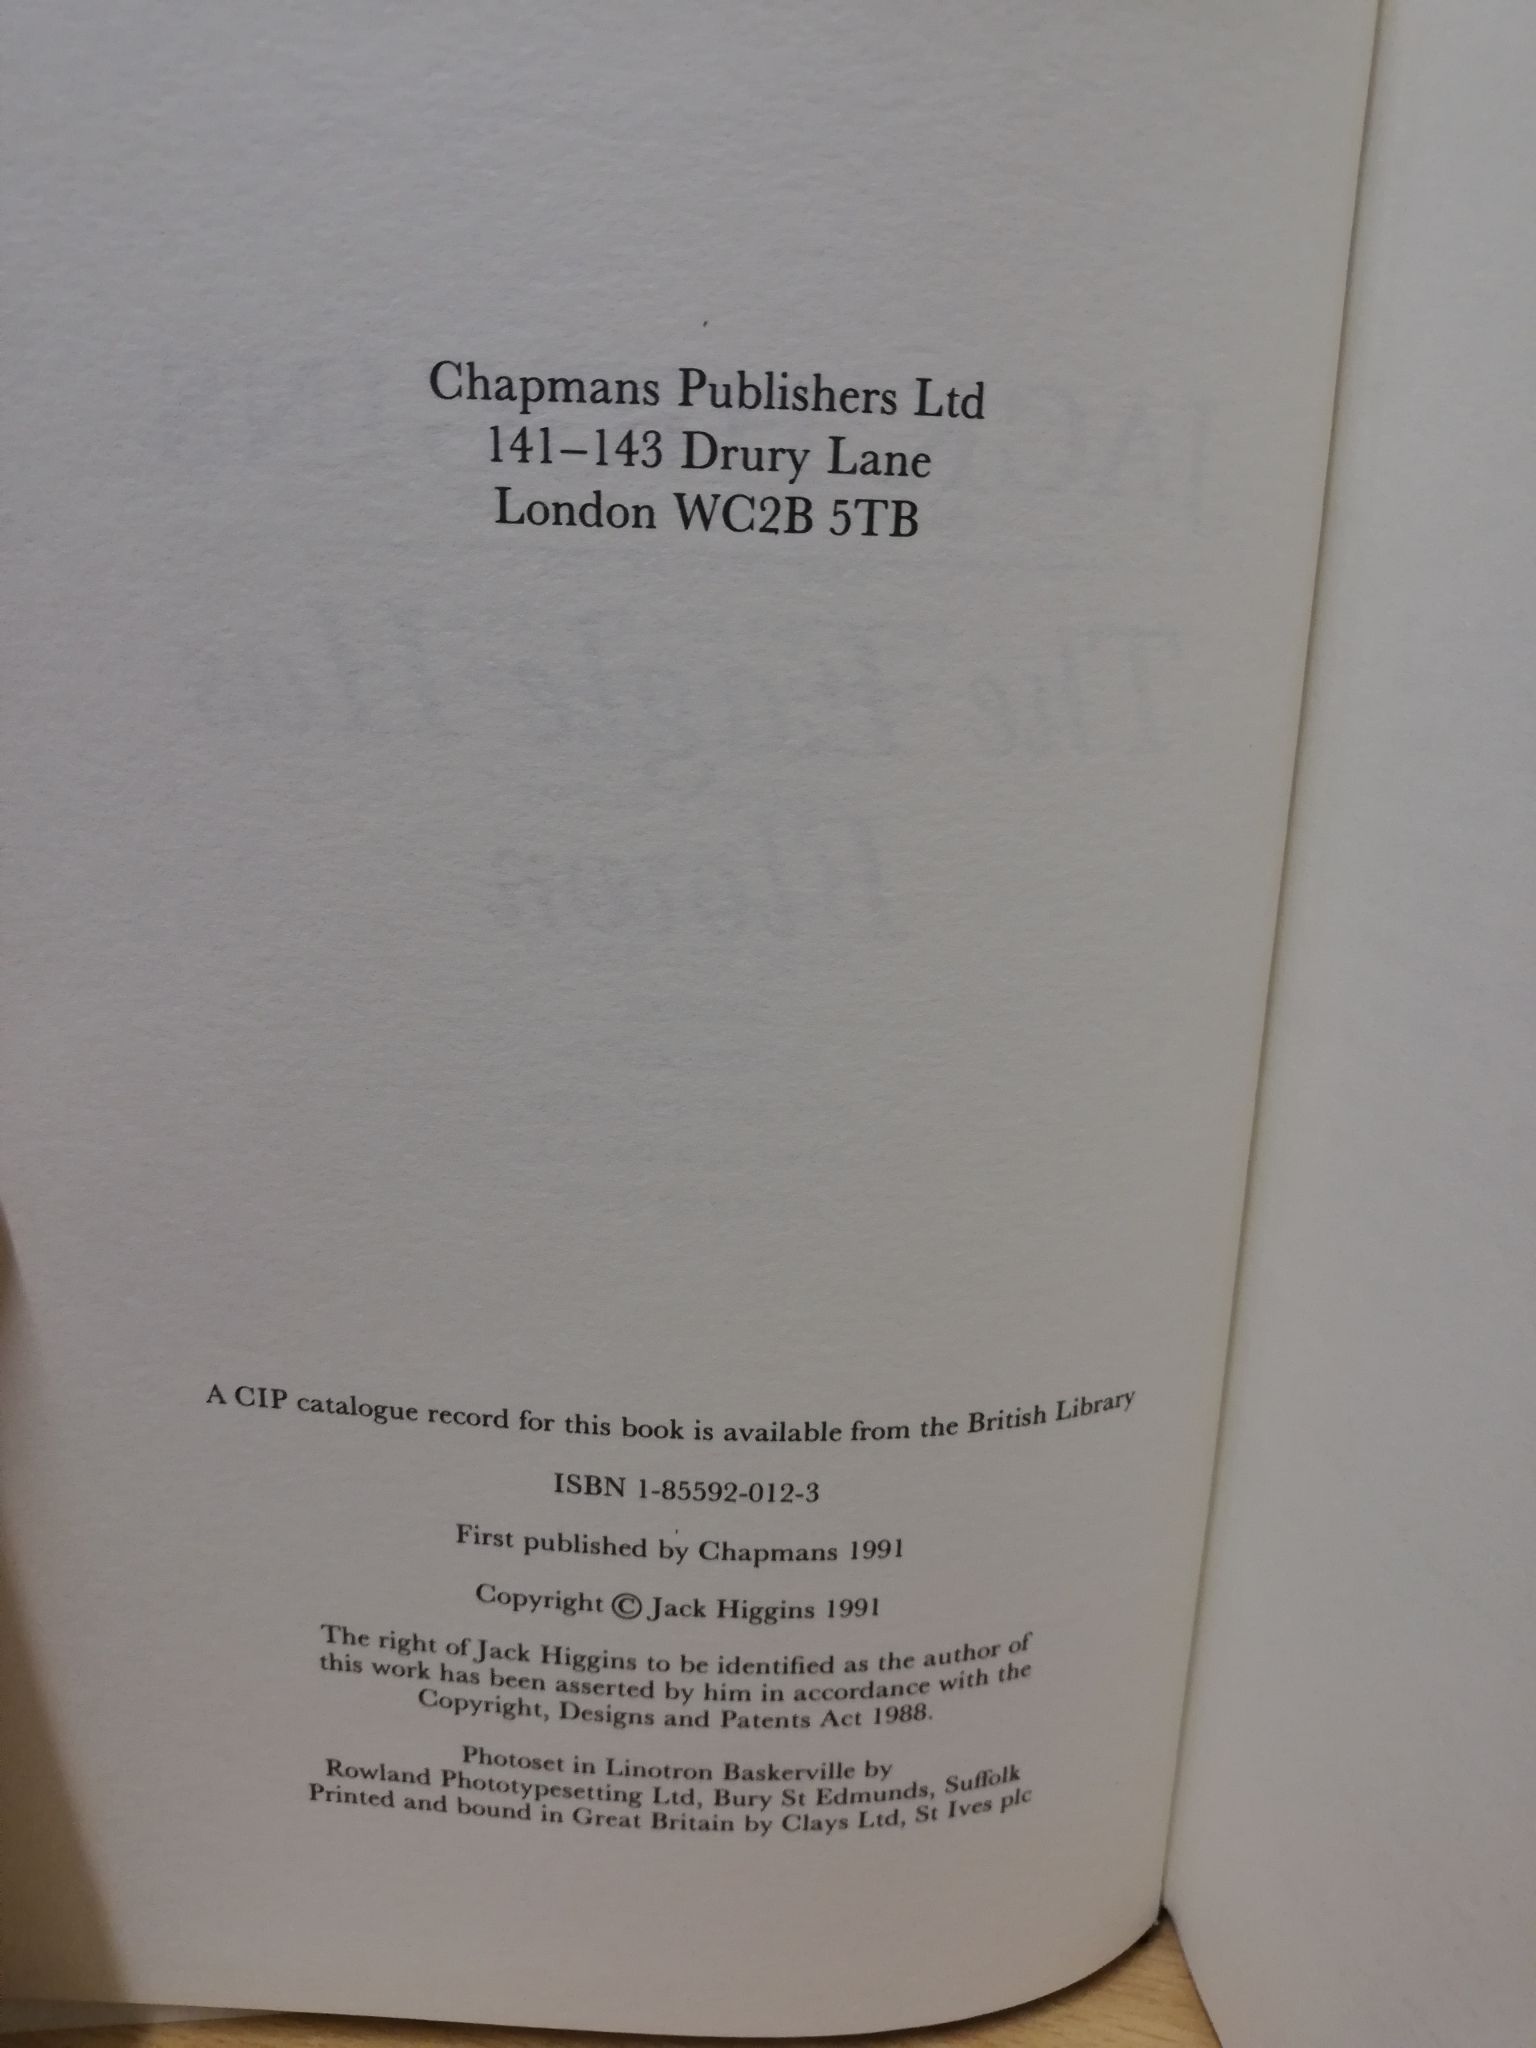 Chapmans Publishers Ltd
141–143 Drury Lane
London WC2B 5TB
A CIP catalogue record for this book is available from the British Library
ISBN 1-85592-012-3
First published by Chapmans 1991
Copyright © Jack Higgins 1991
The right of Jack Higgins to be identified as the author of
this work has been asserted by him in accordance with the
Copyright, Designs and Patents Act 1988.
Photoset in Linotron Baskerville by
Rowland Phototypesetting Ltd, Bury St Edmunds, Suffolk
Printed and bound in Great Britain by Clays Ltd, St Ives plc